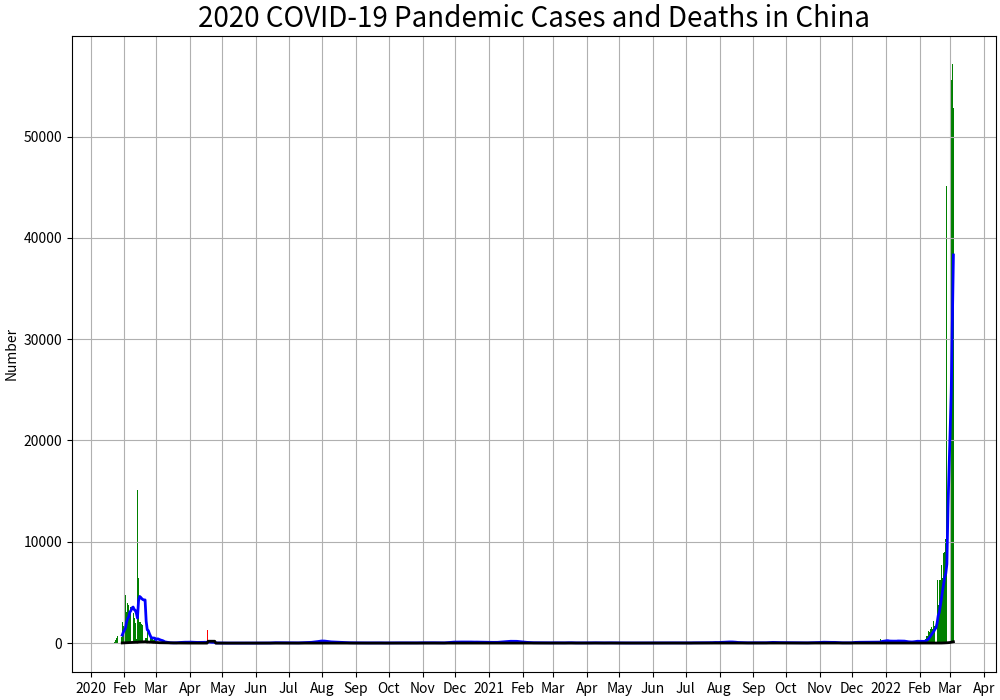 2020 COVID-19 Pandemic Cases and Deaths in China
Number
50000
40000
30000
20000
10000
0
2020 Feb Mar Apr May Jun Jul Aug Sep Oct Nov Dec 2021 Feb Mar Apr May Jun Jul Aug Sep Oct Nov Dec 2022 Feb Mar Apr